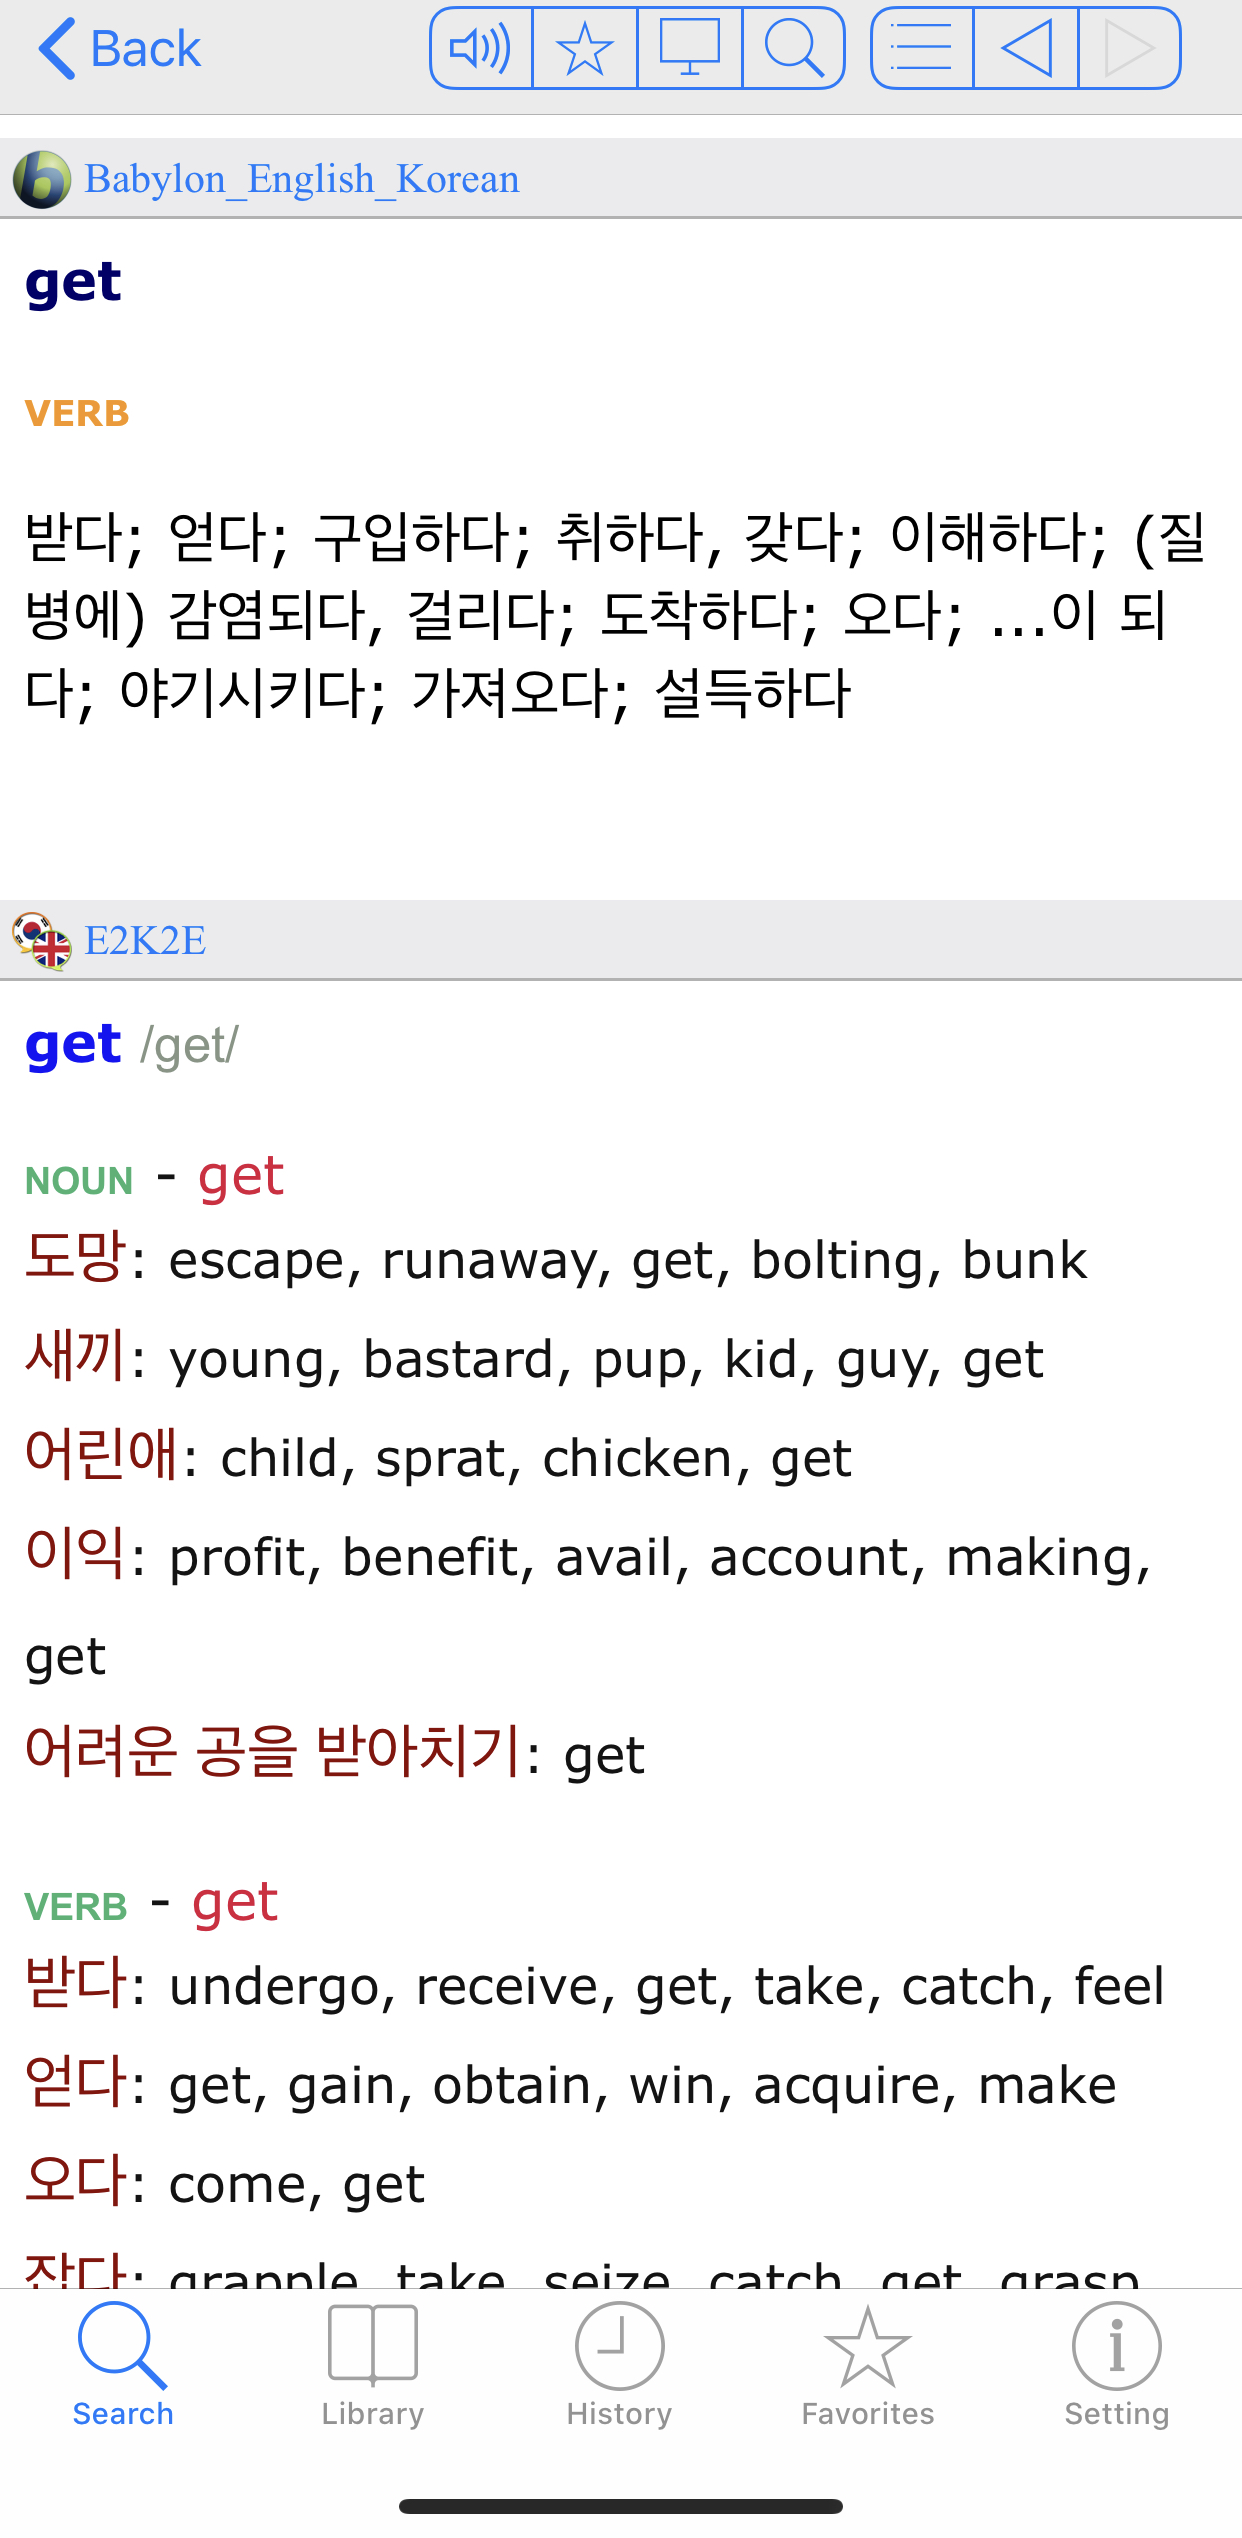 Back
Babylon_English_Korean
get
VERB
받다; 얻다; 구입하다; 취하다, 갖다; 이해하다; (질
병에) 감염되다, 걸리다; 도착하다; 오다; ...이 되
다; 야기시키다; 가져오다; 설득하다
E2K2E
get /get/
NOUN - get
도망: escape, runaway, get, bolting, bunk
새끼: young, bastard, pup, kid, guy, get
어린애: child, sprat, chicken, get
이익: profit, benefit, avail, account, making,
get
어려운 공을 받아치기: get
VERB - get
받다: undergo, receive, get, take, catch, feel
얻다: get, gain, obtain, win, acquire, make
오다: come, get
잡다: grapple, take, seize, catch, get, grasp
Search
Library
History
Favorites
Setting